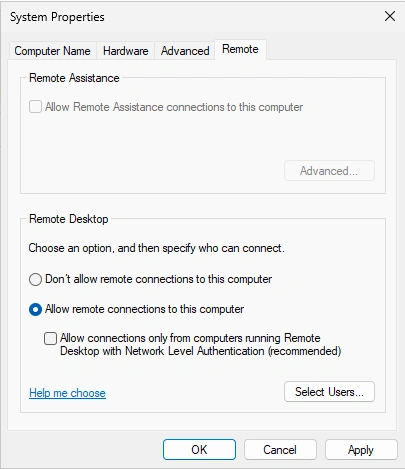 System Properties
Computer Name
Hardware
Advanced
Remote
Remote Assistance
Allow Remote Assistance connections to this computer
Advanced...
Remote Desktop
Choose an option, and then specify who can connect.
Don't allow remote connections to this computer
Allow remote connections to this computer
Allow connections only from computers running Remote
Desktop with Network Level Authentication (recommended)
Help me choose
Select Users...
OK
Cancel
Apply